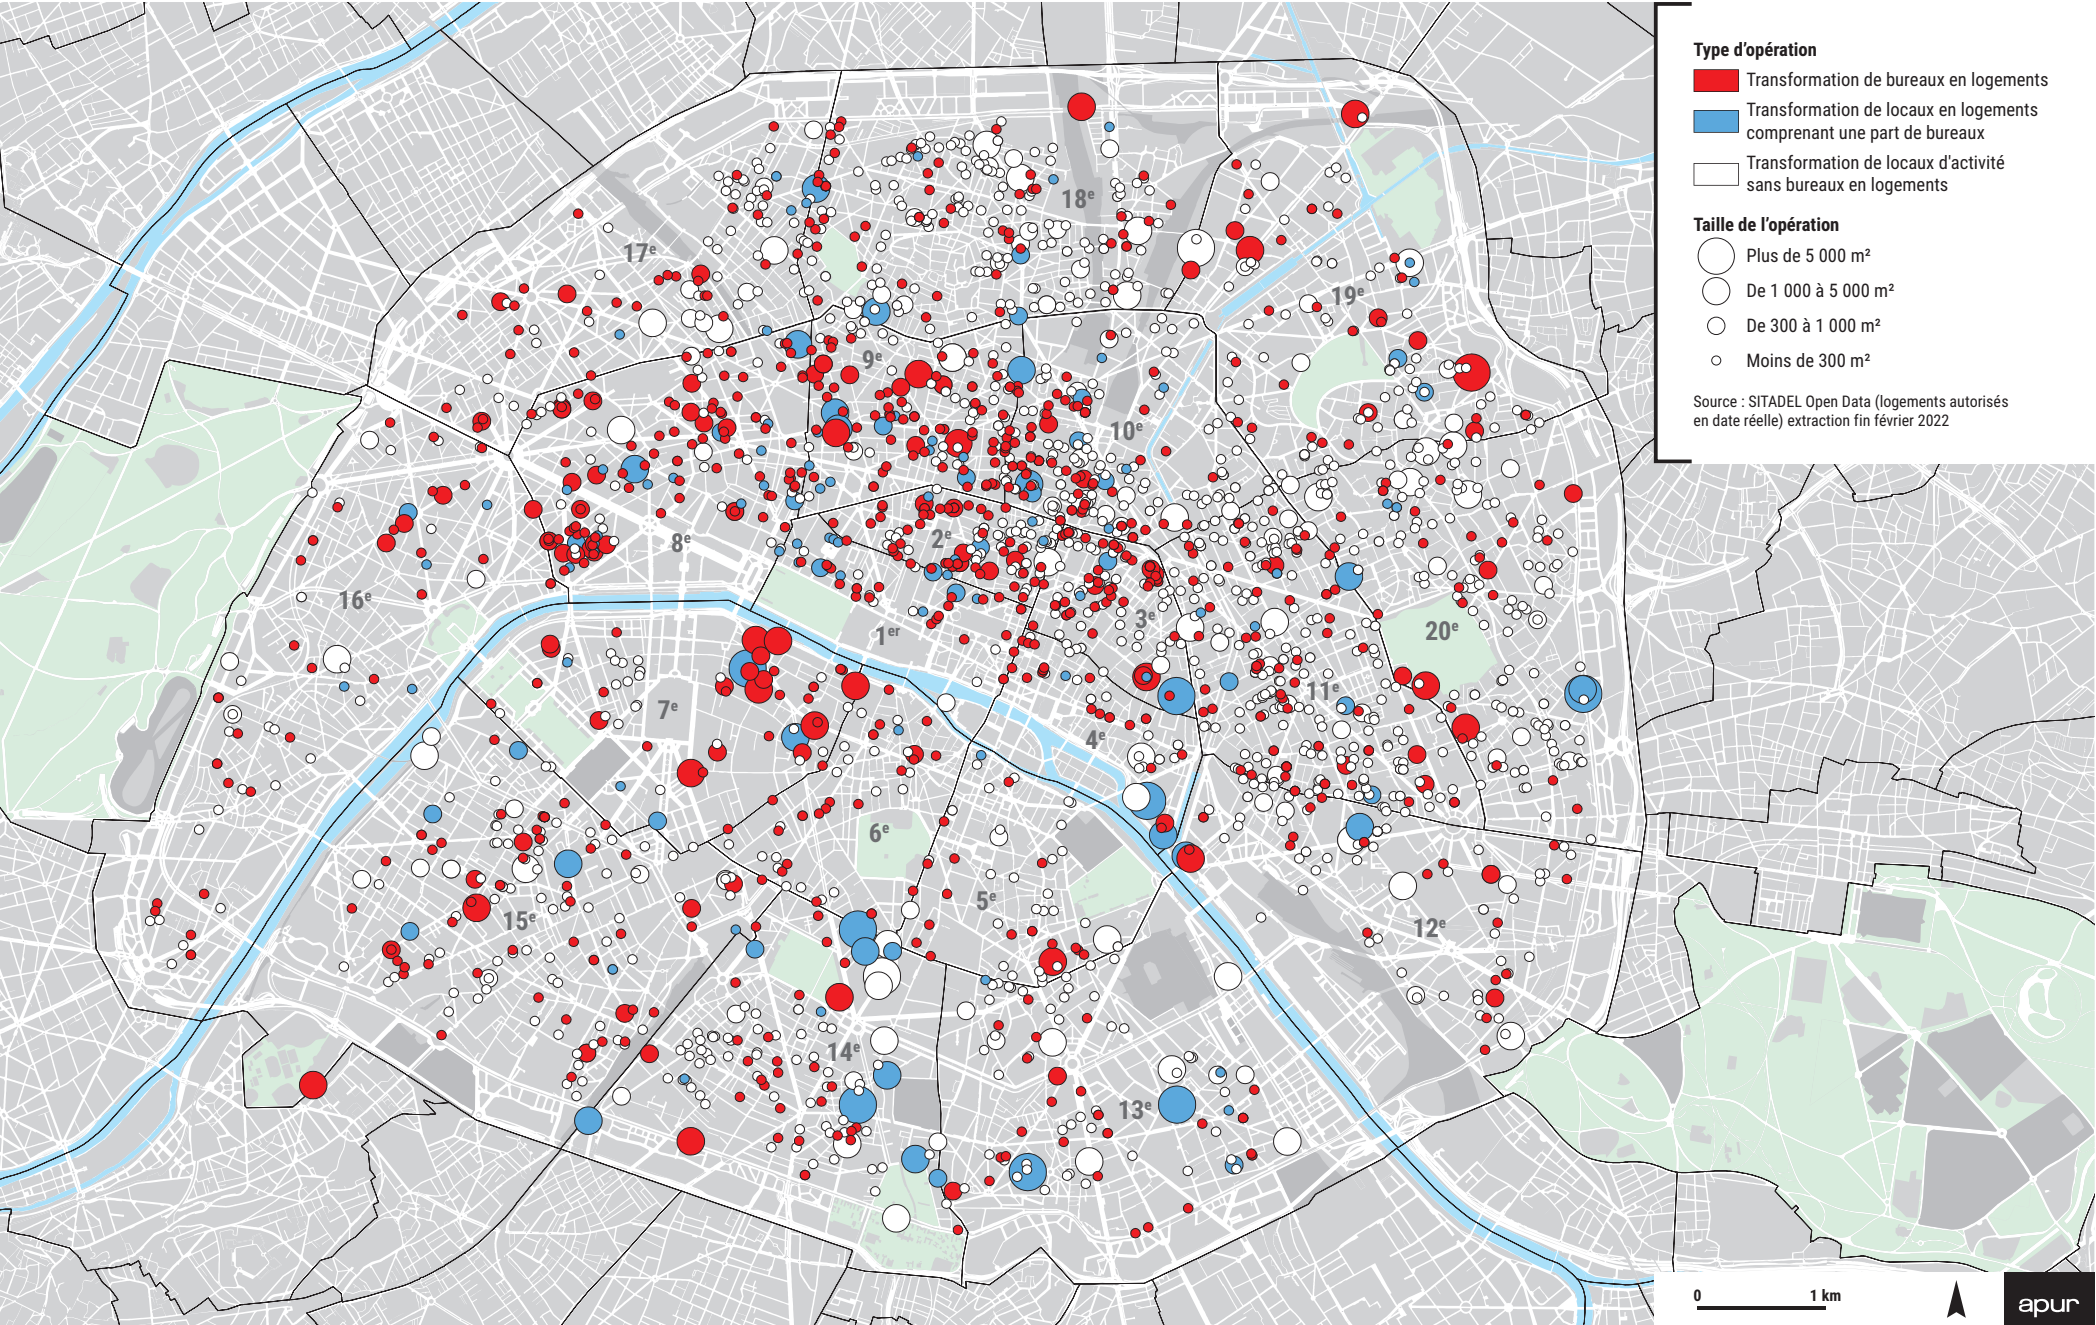 Type d’opération
Transformation de bureaux en logements
Transformation de locaux en logements
comprenant une part de bureaux
Transformation de locaux d'activité
sans bureaux en logements
Taille de l’opération
Plus de 5 000 m²
De 1 000 à 5 000 m²
De 300 à 1 000 m²
Moins de 300 m²
Source : SITADEL Open Data (logements autorisés
en date réelle) extraction fin février 2022
18e
17e
19e
9e
10e
2e
8e
16e
3e
1er
20e
11e
7e
4e
6e
5e
15e
12e
14e
13e
0 1 km
apur